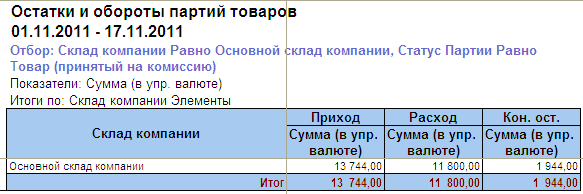 Остатки и обороты партий товаров
01.11.2011 - 17.11.2011
Отбор: Склад компании Равно Основной склад компании, Статус Партии Равно
Товар (принятый на комиссию)
Показатели: Сумма (в упр. валюте)
Итоги по: Склад компании Элементы
Склад компании Приход Расход Кон. ост.
Сумма (в упр. валюте) Сумма (в упр. валюте) Сумма (в упр. валюте)
Основной склад компании 13 744,00 11 800,00 1 944,00
Итог 13 744,00 11 800,00 1 944,00